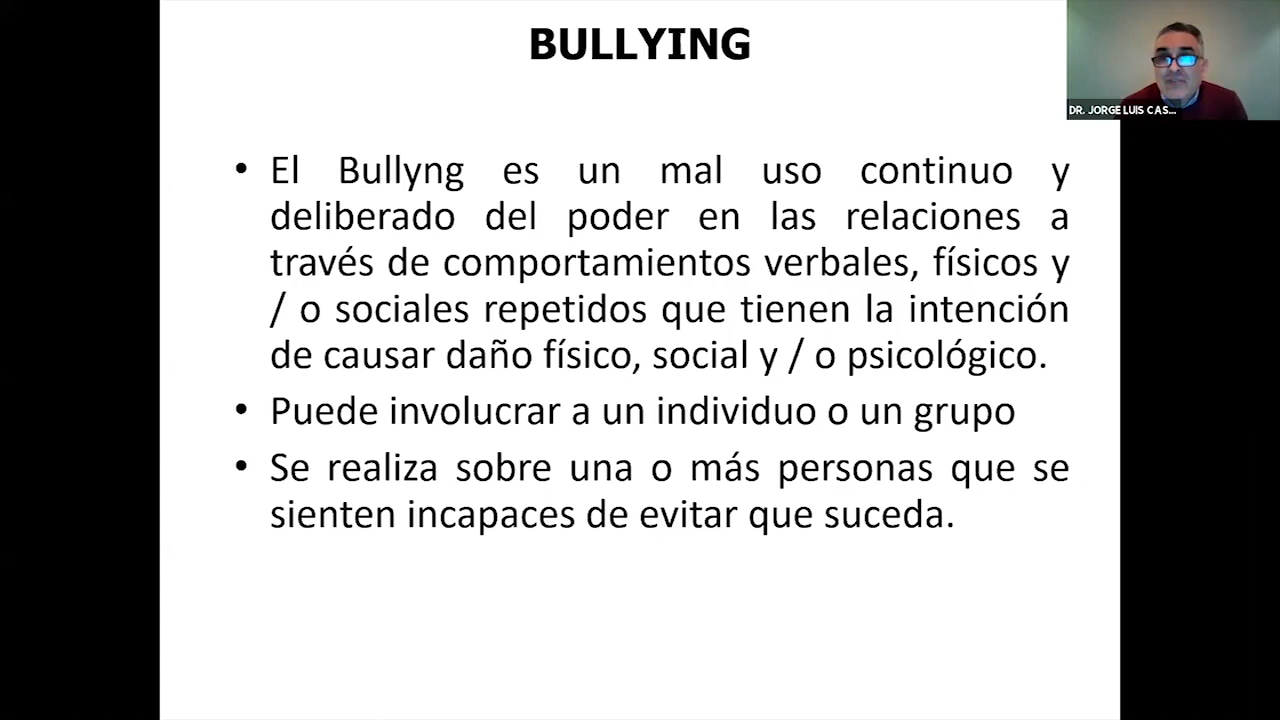 BULLYING
DR. JORGE LUIS CAS...
• El Bullyng es un mal uso continuo y
deliberado del poder en las relaciones a
través de comportamientos verbales, físicos y
/ o sociales repetidos que tienen la intención
de causar daño físico, social y / o psicológico.
• Puede involucrar a un individuo o un grupo
• Se realiza sobre una o más personas que se
sienten incapaces de evitar que suceda.